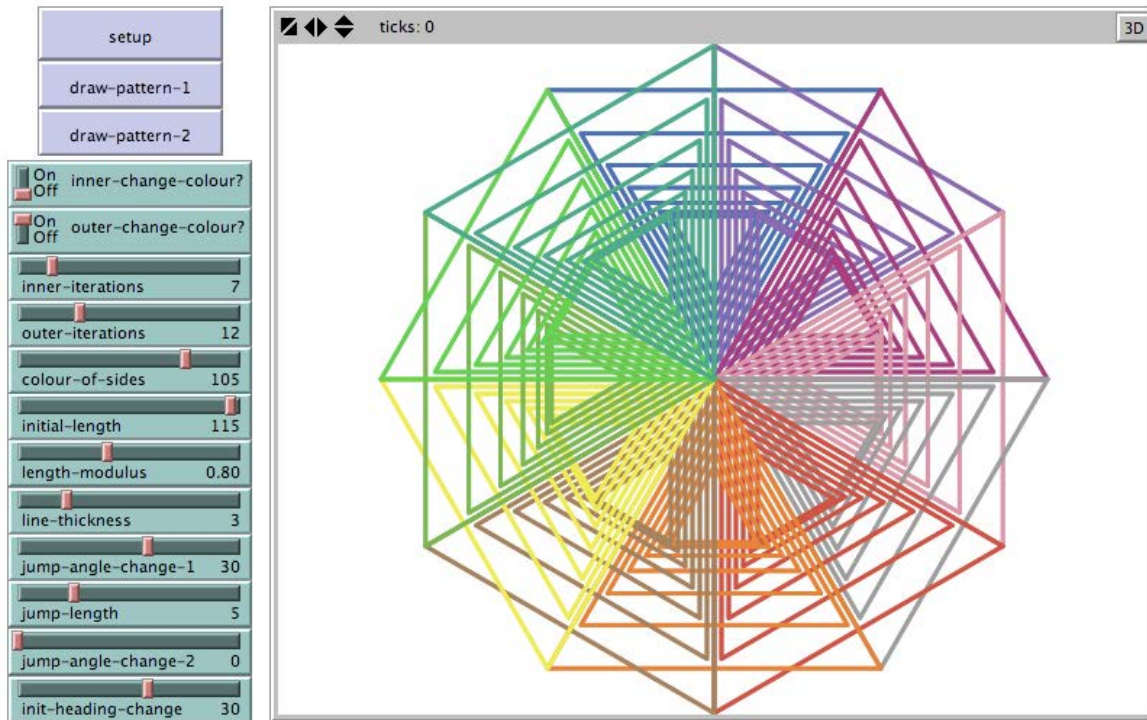 setup
draw-pattern-1
draw-pattern-2
On
Off
inner-change-colour?
On
Off
outer-change-colour?
inner-iterations 7
outer-iterations 12
colour-of-sides 105
initial-length 115
length-modulus 0.80
line-thickness 3
jump-angle-change-1 30
jump-length 5
jump-angle-change-2 0
init-heading-change 30
ticks: 0
3D